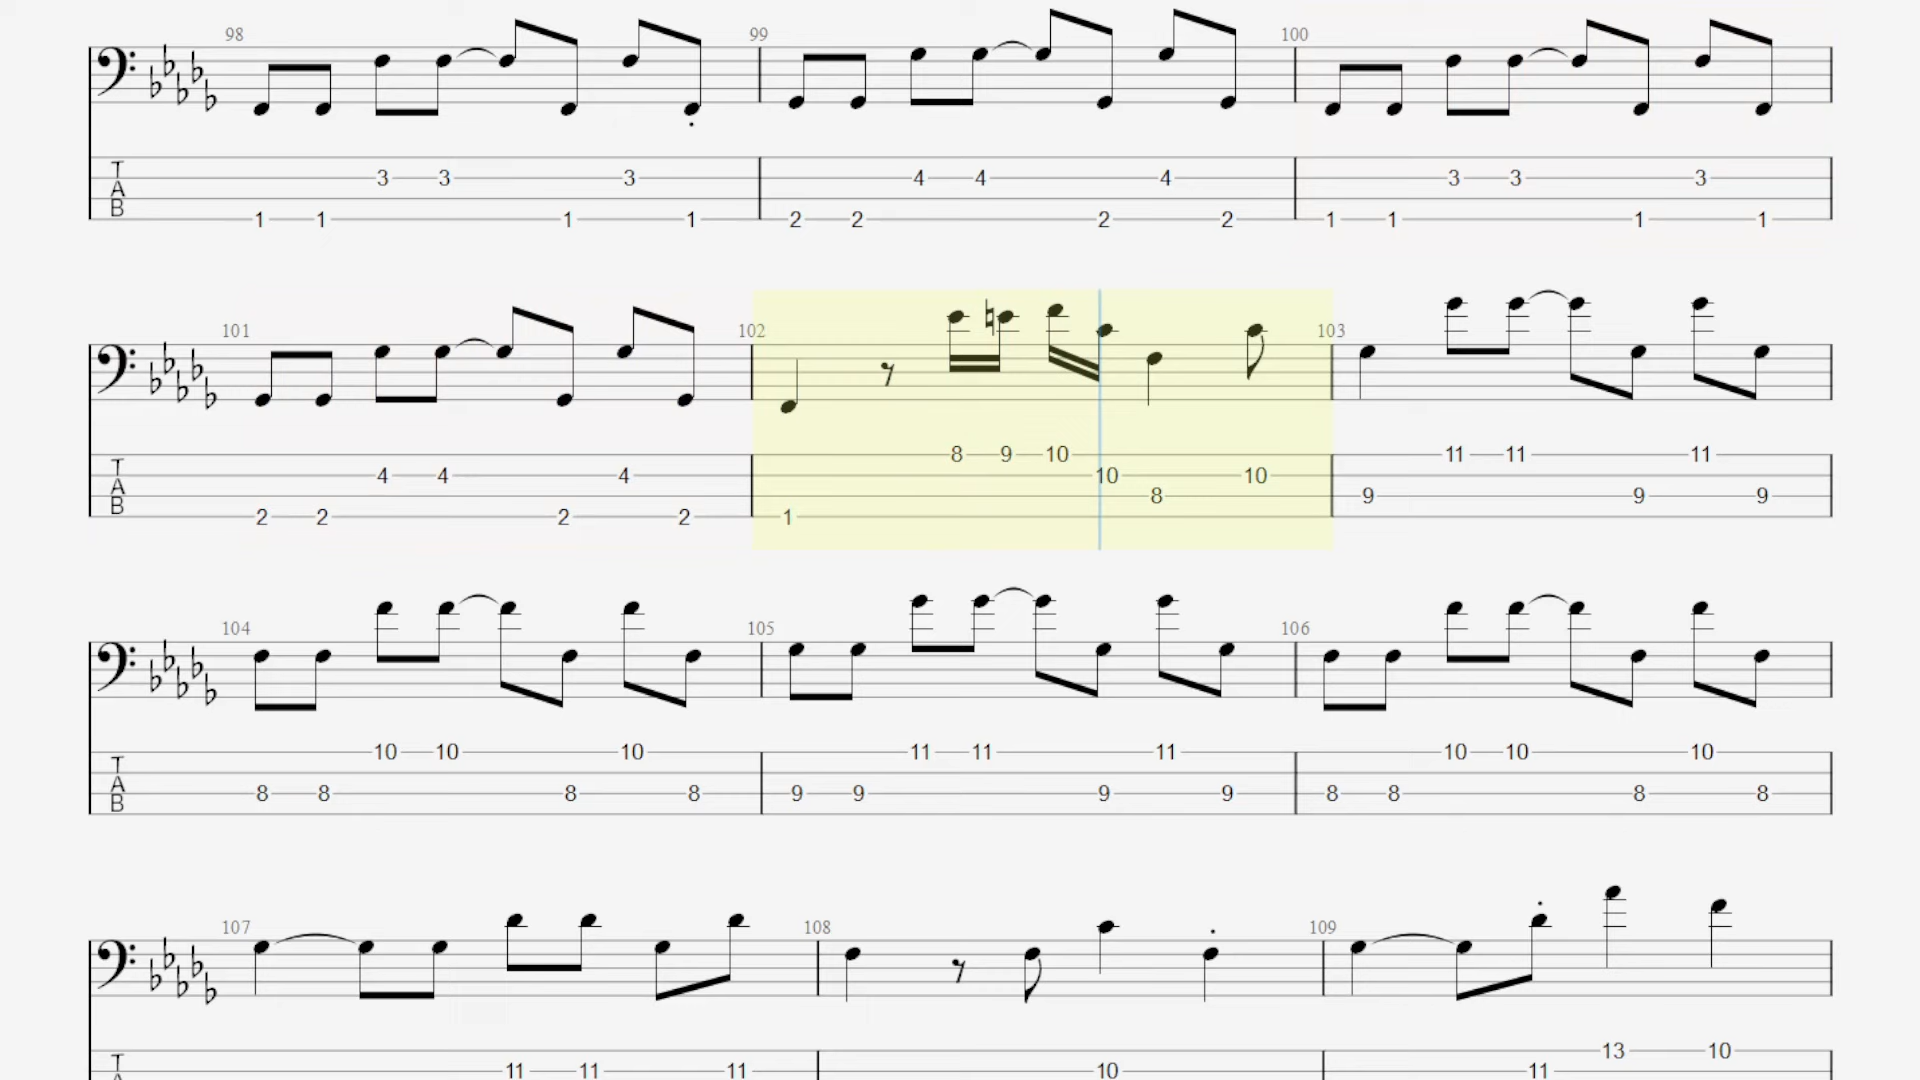 98 99 100
T 3 3 3 4 4 4 3 3 3
A
B 1 1 1 1 2 2 2 2 1 1 1 1
101 102 103
8 9 10 11 11 11
T 4 4 4 10 10
A 8 9 9 9
B 2 2 2 2 1
104 105 106
10 10 10 11 11 11 10 10 10
T
A 8 8 8 8 9 9 9 9 8 8 8 8
B
107 108 109
13 10
T 11 11 11 10 11
A